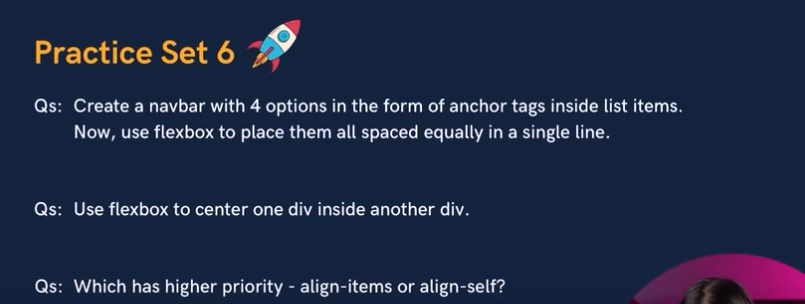 Practice Set 6
Qs: Create a navbar with 4 options in the form of anchor tags inside list items.
Now, use flexbox to place them all spaced equally in a single line.
Qs: Use flexbox to center one div inside another div.
Qs: Which has higher priority - align-items or align-self?